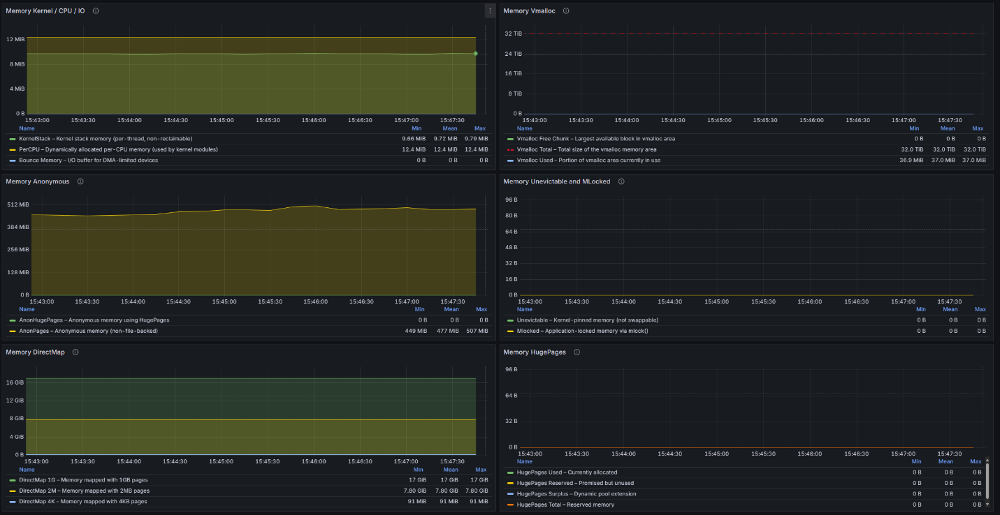 Memory Kernel / CPU / IO
12 MiB
8 MiB
4 MiB
0 B
15:43:00 15:43:30 15:44:00 15:44:30 15:45:00 15:45:30 15:46:00 15:46:30 15:47:00 15:47:30
Name Min Mean Max
KernelStack – Kernel stack memory (per-thread, non-reclaimable) 9.66 MiB 9.72 MiB 9.79 MiB
PerCPU – Dynamically allocated per-CPU memory (used by kernel modules) 12.4 MiB 12.4 MiB 12.4 MiB
Bounce Memory – I/O buffer for DMA-limited devices 0 B 0 B 0 B
Memory Vmalloc
32 TiB
24 TiB
16 TiB
8 TiB
0 B
15:43:00 15:43:30 15:44:00 15:44:30 15:45:00 15:45:30 15:46:00 15:46:30 15:47:00 15:47:30
Name Min Mean Max
Vmalloc Free Chunk – Largest available block in vmalloc area 0 B 0 B 0 B
Vmalloc Total – Total size of the vmalloc memory area 32.0 TiB 32.0 TiB 32.0 TiB
Vmalloc Used – Portion of vmalloc area currently in use 36.9 MiB 37.0 MiB 37.0 MiB
Memory Anonymous
512 MiB
384 MiB
256 MiB
128 MiB
0 B
15:43:00 15:43:30 15:44:00 15:44:30 15:45:00 15:45:30 15:46:00 15:46:30 15:47:00 15:47:30
Name Min Mean Max
AnonHugePages – Anonymous memory using HugePages 0 B 0 B 0 B
AnonPages – Anonymous memory (non-file-backed) 449 MiB 477 MiB 507 MiB
Memory Unevictable and MLocked
96 B
80 B
64 B
48 B
32 B
16 B
0 B
15:43:00 15:43:30 15:44:00 15:44:30 15:45:00 15:45:30 15:46:00 15:46:30 15:47:00 15:47:30
Name Min Mean Max
Unevictable – Kernel-pinned memory (not swappable) 0 B 0 B 0 B
Mlocked – Application-locked memory via mlock() 0 B 0 B 0 B
Memory DirectMap
16 GiB
12 GiB
8 GiB
4 GiB
0 B
15:43:00 15:43:30 15:44:00 15:44:30 15:45:00 15:45:30 15:46:00 15:46:30 15:47:00 15:47:30
Name Min Mean Max
DirectMap 1G – Memory mapped with 1GB pages 17 GiB 17 GiB 17 GiB
DirectMap 2M – Memory mapped with 2MB pages 7.80 GiB 7.80 GiB 7.80 GiB
DirectMap 4K – Memory mapped with 4KB pages 91 MiB 91 MiB 91 MiB
Memory HugePages
96 B
64 B
32 B
0 B
15:43:00 15:43:30 15:44:00 15:44:30 15:45:00 15:45:30 15:46:00 15:46:30 15:47:00 15:47:30
Name Min Mean Max
HugePages Used – Currently allocated 0 B 0 B 0 B
HugePages Reserved – Promised but unused 0 B 0 B 0 B
HugePages Surplus – Dynamic pool extension 0 B 0 B 0 B
HugePages Total – Reserved memory 0 B 0 B 0 B